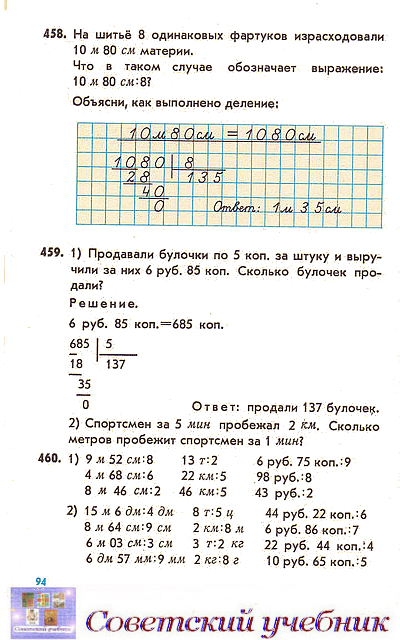 458. На шитьё 8 одинаковых фартуков израсходовали
10 м 80 см материи.
Что в таком случае обозначает выражение:
10 м 80 см:8?
Объясни, как выполнено деление:
10м80см = 1080см
1080 8
28 135
40
0 Ответ: 1м 35см
459. 1) Продавали булочки по 5 коп. за штуку и выру-
чили за них 6 руб. 85 коп. Сколько булочек про-
дали?
Решение.
6 руб. 85 коп.=685 коп.
685 5
18 137
35
0
Ответ: продали 137 булочек.
2) Спортсмен за 5 мин пробежал 2 км. Сколько
метров пробежит спортсмен за 1 мин?
460. 1) 9 м 52 см:8 13 т:2 6 руб. 75 коп.:9
4 м 68 см:6 22 км:5 98 руб.:8
8 м 46 см:2 46 км:5 43 руб.:2
2) 15 м 6 дм:4 дм 8 т:5 ц 44 руб. 22 коп.:6
8 м 64 см:9 см 2 км:8 м 6 руб. 86 коп.:7
6 м 03 см:3 см 3 т:2 кг 22 руб. 44 коп.:4
6 дм 57 мм:9 мм 2 кг:8 г 10 руб. 65 коп.:5
94
Советский учебник
Советский учебник